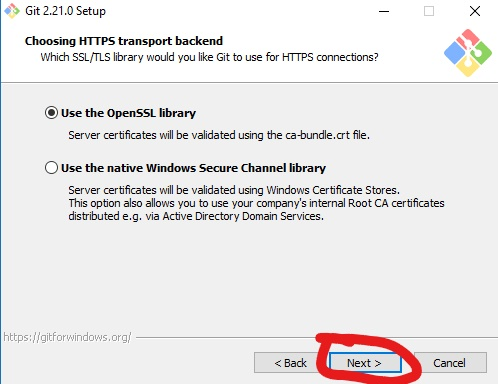 Git 2.21.0 Setup
Choosing HTTPS transport backend
Which SSL/TLS library would you like Git to use for HTTPS connections?
Use the OpenSSL library
Server certificates will be validated using the ca-bundle.crt file.
Use the native Windows Secure Channel library
Server certificates will be validated using Windows Certificate Stores.
This option also allows you to use your company's internal Root CA certificates
distributed e.g. via Active Directory Domain Services.
https://gitforwindows.org/
< Back Next > Cancel